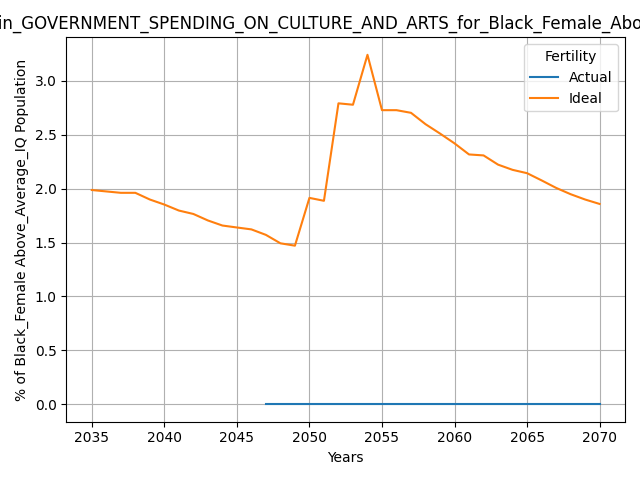 in_GOVERNMENT_SPENDING_ON_CULTURE_AND_ARTS_for_Black_Female_Abo
% of Black_Female Above_Average_IQ Population
3.0
2.5
2.0
1.5
1.0
0.5
0.0
Fertility
Actual
Ideal
2035 2040 2045 2050 2055 2060 2065 2070
Years